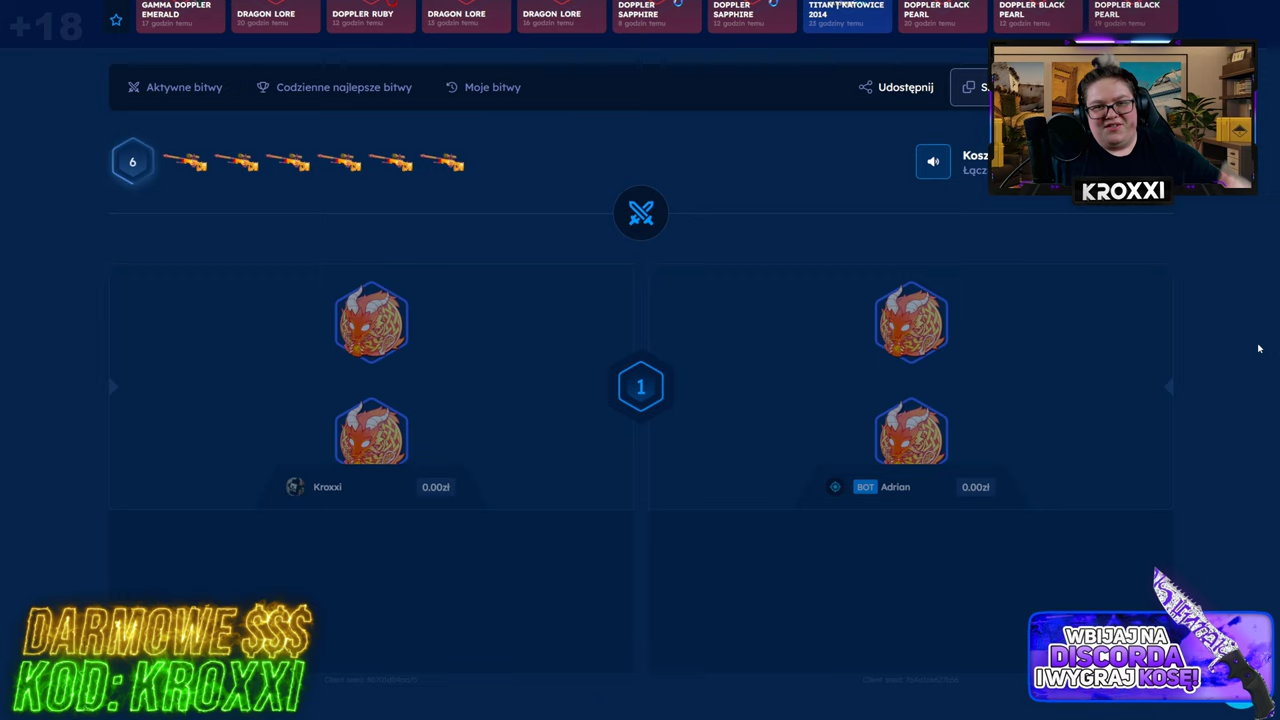 +18
GAMMA DOPPLER
EMERALD
17 godzin temu
DRAGON LORE
20 godzin temu
DOPPLER RUBY
12 godzin temu
DRAGON LORE
DRAGON LORE
16 godzin temu
DOPPLER
SAPPHIRE
8 godzin temu
DOPPLER
SAPPHIRE
12 godzin temu
TITAN KATOWICE
2014
23 godziny temu
DOPPLER BLACK
PEARL
20 godzin temu
DOPPLER BLACK
PEARL
12 godzin temu
DOPPLER BLACK
PEARL
19 godzin temu
Aktywne bitwy
Codzienne najlepsze bitwy
Moje bitwy
Udostępnij
6
Kosz
Łącz
KROXXI
1
Kroxxi
0.00zł
BOT
Adrian
0.00zł
DARMOWE $$$
KOD: KROXXI
WBIJAJ NA
DISCORDA
I WYGRAJ KOSĘ!